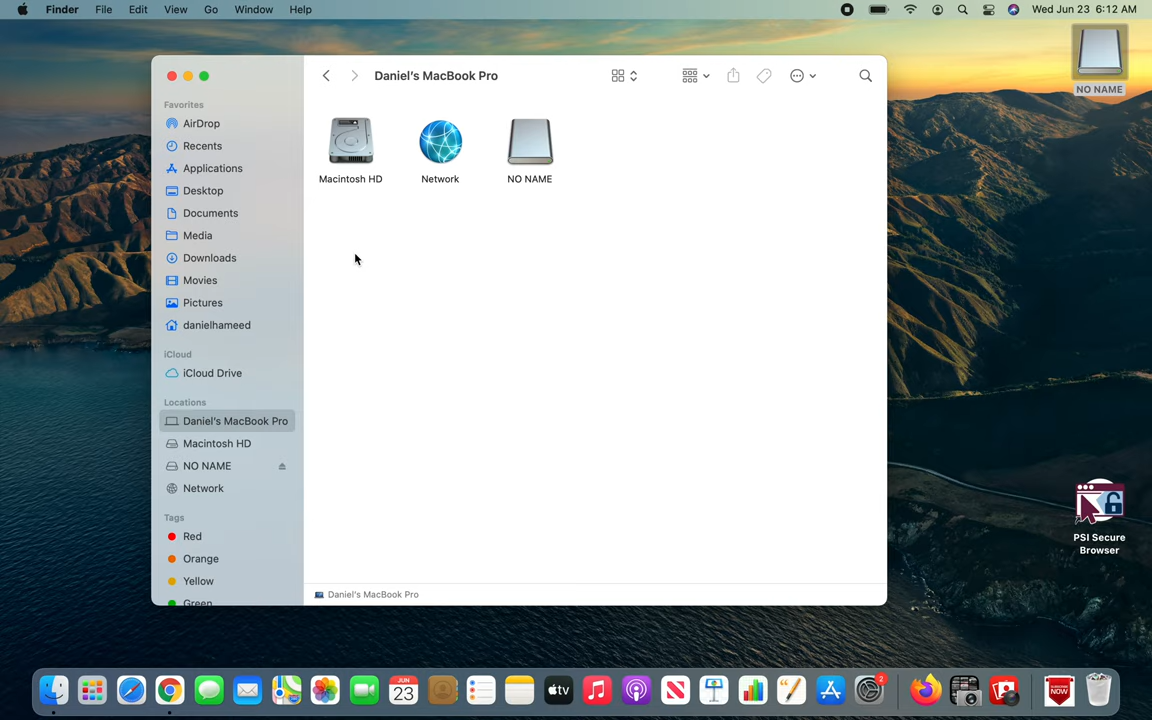 Finder File Edit View Go Window Help Wed Jun 23 6:12 AM
NO NAME
Daniel's MacBook Pro
Favorites
AirDrop
Recents
Applications
Desktop
Documents
Media
Downloads
Movies
Pictures
danielhameed
iCloud
iCloud Drive
Locations
Daniel's MacBook Pro
Macintosh HD
NO NAME
Network
Tags
Red
Orange
Yellow
Green
Macintosh HD Network NO NAME
Daniel's MacBook Pro
PSI Secure
Browser
JUN
23
tv
2
NOW